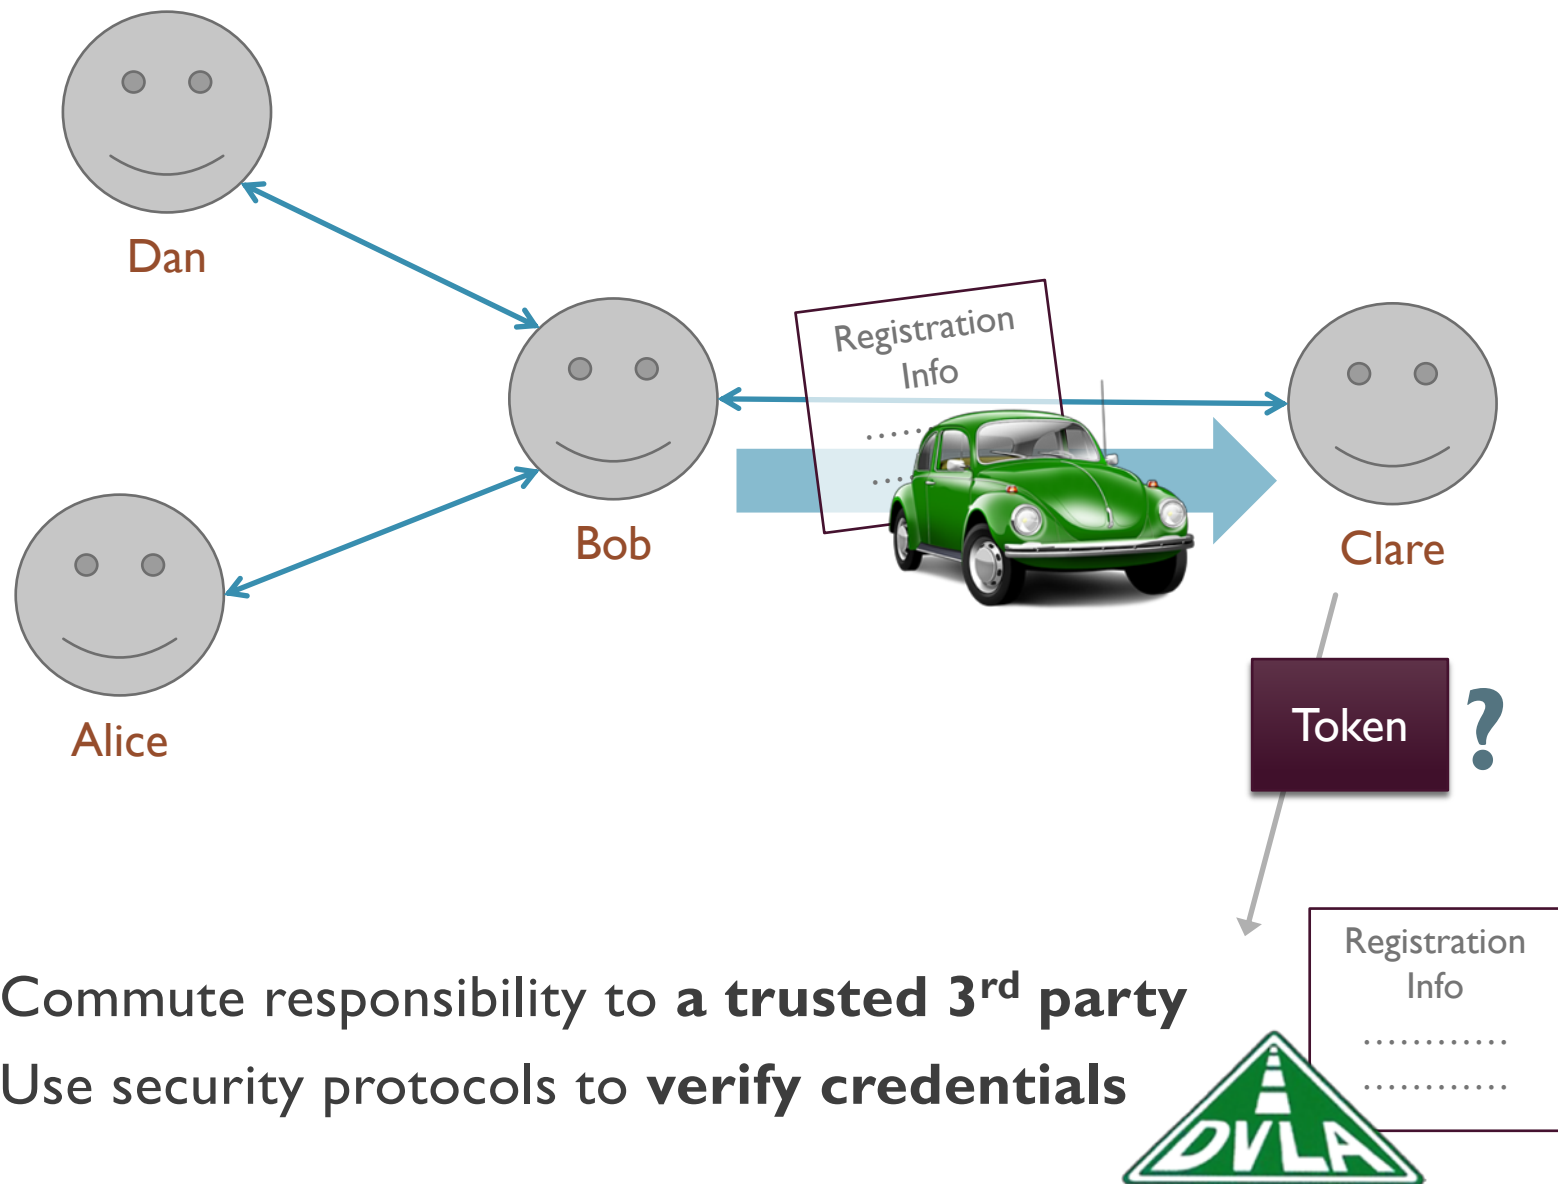 Dan
Registration
Info
........
Bob
Clare
Alice
Token
?
Registration
Info
............
............
Commute responsibility to a trusted 3rd party
Use security protocols to verify credentials
DVLA